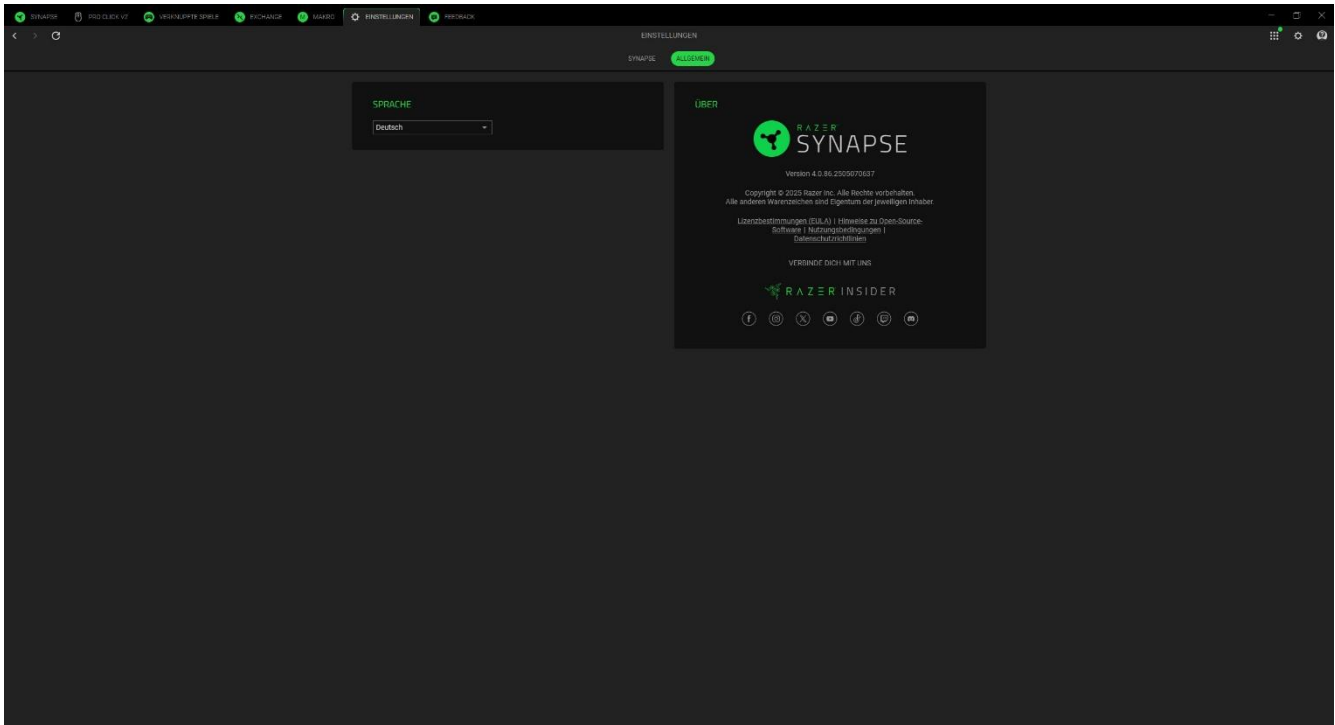 SYNAPSE PRO CLICK V2 VERKNÜPFTE SPIELE EXCHANGE MAKRO EINSTELLUNGEN FEEDBACK
EINSTELLUNGEN
SYNAPSE ALLGEMEIN
SPRACHE
Deutsch
ÜBER
RAZER
SYNAPSE
Version 4.0.86.2505070637
Copyright © 2025 Razer Inc. Alle Rechte vorbehalten.
Alle anderen Warenzeichen sind Eigentum der jeweiligen Inhaber.
Lizenzbestimmungen (EULA) | Hinweise zu Open-Source-
Software | Nutzungsbedingungen |
Datenschutzrichtlinien
VERBINDE DICH MIT UNS
RAZER INSIDER